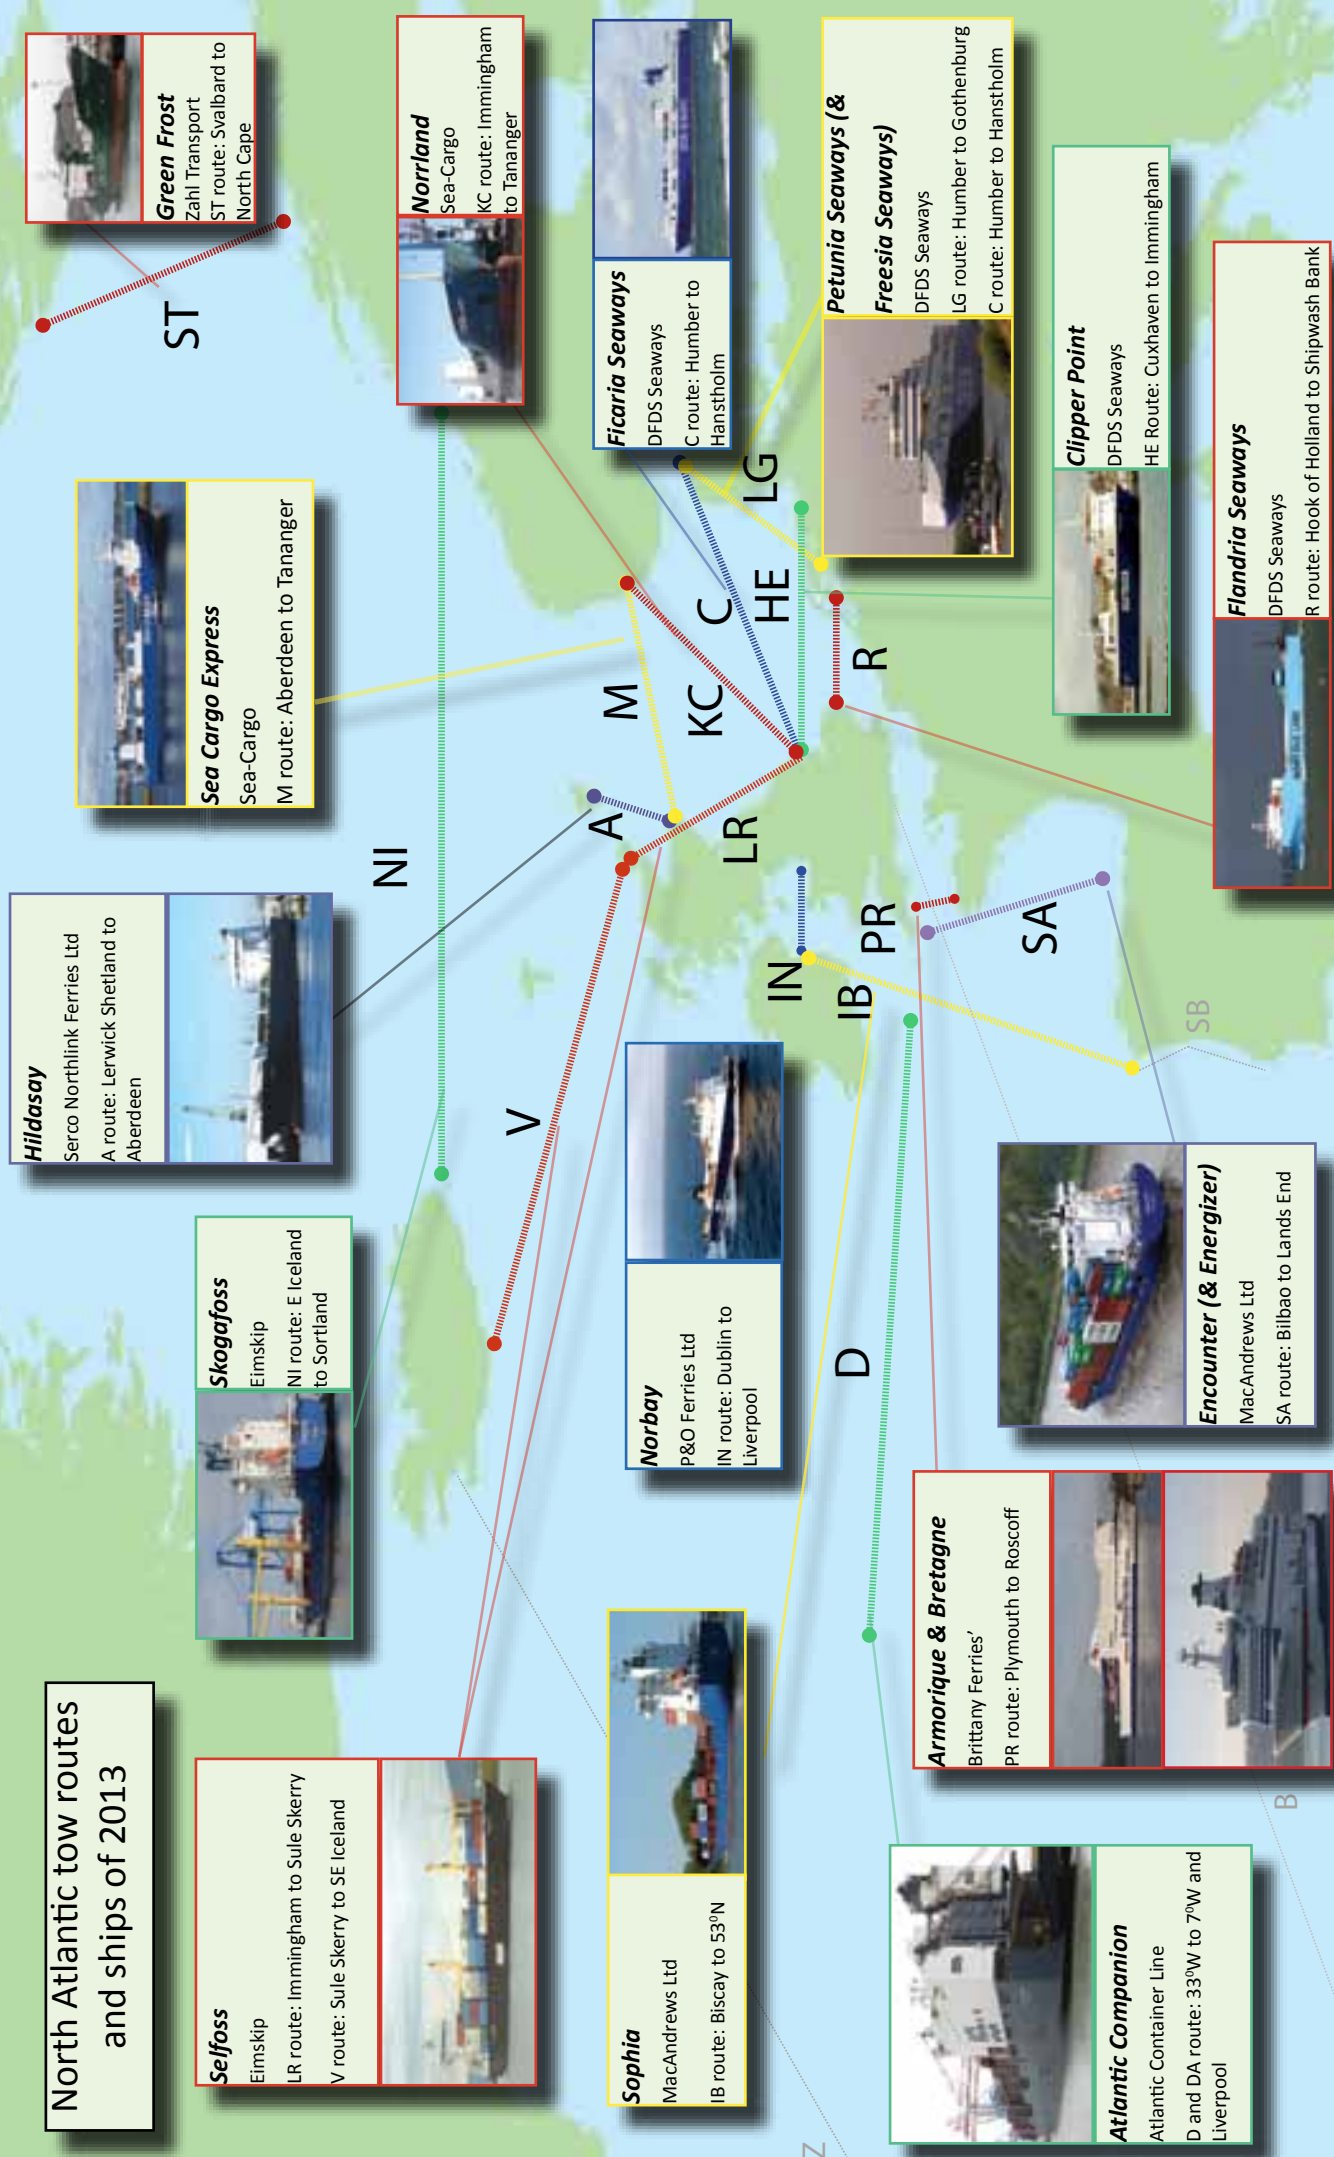 North Atlantic tow routes
and ships of 2013
Selfoss
Eimskip
LR route: Immingham to Sule Skerry
V route: Sule Skerry to SE Iceland
Skogafoss
Eimskip
NI route: E Iceland
to Sortland
Hildasay
Serco Northlink Ferries Ltd
A route: Lerwick Shetland to
Aberdeen
Sea Cargo Express
Sea-Cargo
M route: Aberdeen to Tananger
Green Frost
Zahl Transport
ST route: Svalbard to
North Cape
Norrland
Sea-Cargo
KC route: Immingham
to Tananger
Ficaria Seaways
DFDS Seaways
C route: Humber to
Hanstholm
Petunia Seaways (&
Freesia Seaways)
DFDS Seaways
LG route: Humber to Gothenburg
C route: Humber to Hanstholm
Clipper Point
DFDS Seaways
HE Route: Cuxhaven to Immingham
Flandria Seaways
DFDS Seaways
R route: Hook of Holland to Shipwash Bank
Sophia
MacAndrews Ltd
IB route: Biscay to 53⁰N
Norbay
P&O Ferries Ltd
IN route: Dublin to
Liverpool
Atlantic Companion
Atlantic Container Line
D and DA route: 33⁰W to 7⁰W and
Liverpool
Armorique & Bretagne
Brittany Ferries'
PR route: Plymouth to Roscoff
Encounter (& Energizer)
MacAndrews Ltd
SA route: Bilbao to Lands End
ST
NI
V
A
M
KC
C
LG
HE
LR
R
IN
IB
PR
D
SA
SB
B
Z